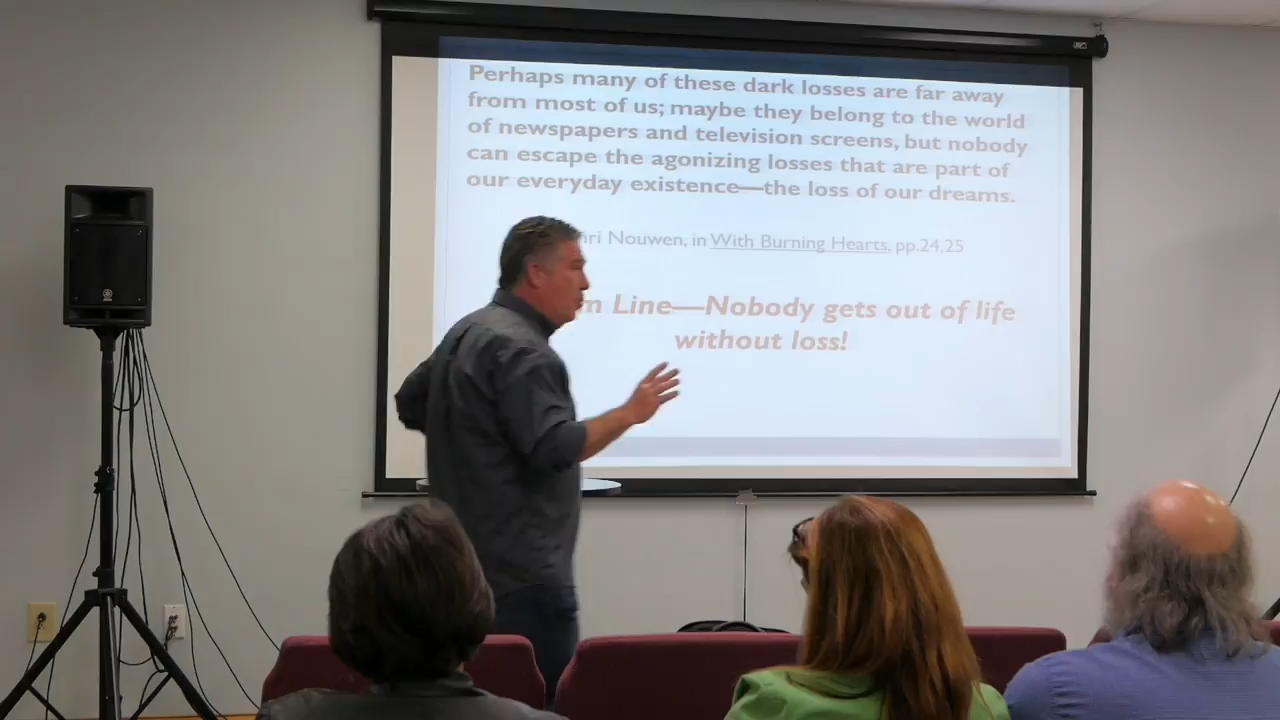 Perhaps many of these dark losses are far away
from most of us; maybe they belong to the world
of newspapers and television screens, but nobody
can escape the agonizing losses that are part of
our everyday existence—the loss of our dreams.
Nouwen, in With Burning Hearts, pp.24,25
Line—Nobody gets out of life
without loss!